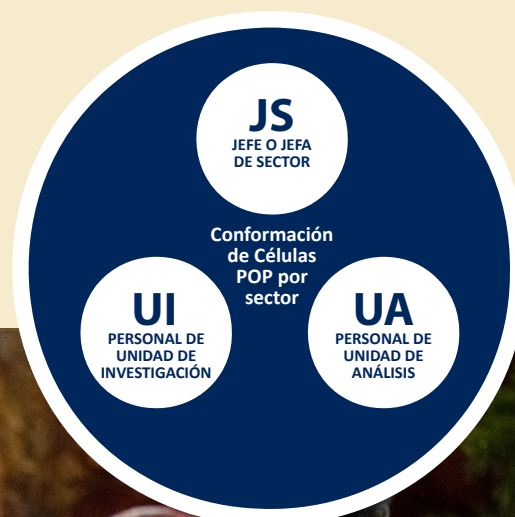 JS
JEFE O JEFA
DE SECTOR
Conformación
de Células
POP por
sector
UI
PERSONAL DE
UNIDAD DE
INVESTIGACIÓN
UA
PERSONAL DE
UNIDAD DE
ANÁLISIS